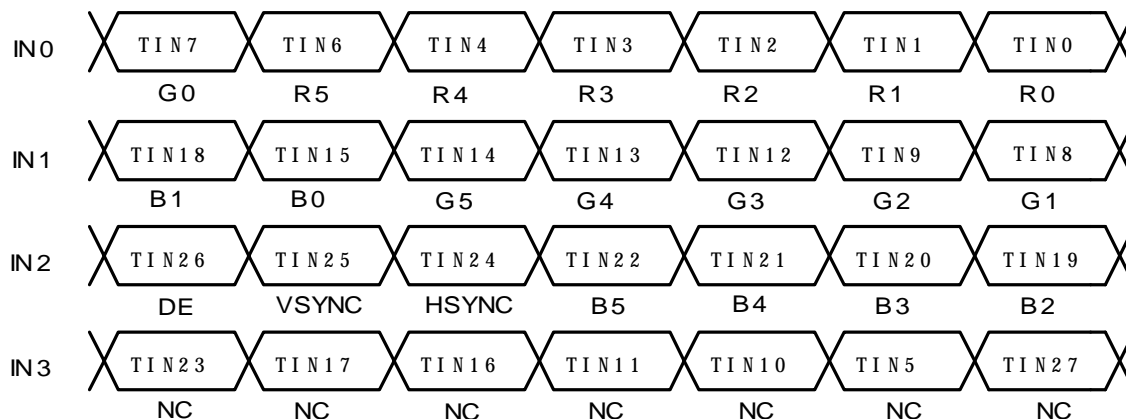 IN0 TIN7 TIN6 TIN4 TIN3 TIN2 TIN1 TIN0
G0 R5 R4 R3 R2 R1 R0
IN1 TIN18 TIN15 TIN14 TIN13 TIN12 TIN9 TIN8
B1 B0 G5 G4 G3 G2 G1
IN2 TIN26 TIN25 TIN24 TIN22 TIN21 TIN20 TIN19
DE VSYNC HSYNC B5 B4 B3 B2
IN3 TIN23 TIN17 TIN16 TIN11 TIN10 TIN5 TIN27
NC NC NC NC NC NC NC